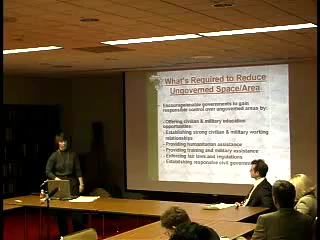 What's Required to Reduce
Ungoverned Space/Area
Encourage/enable governments to gain
responsible control over ungoverned areas by:
- Offering civilian & military education
opportunities
- Establishing strong civilian & military working
relationships
- Providing humanitarian assistance
- Providing training and military assistance
- Enforcing fair laws and regulations
- Establishing responsive civil